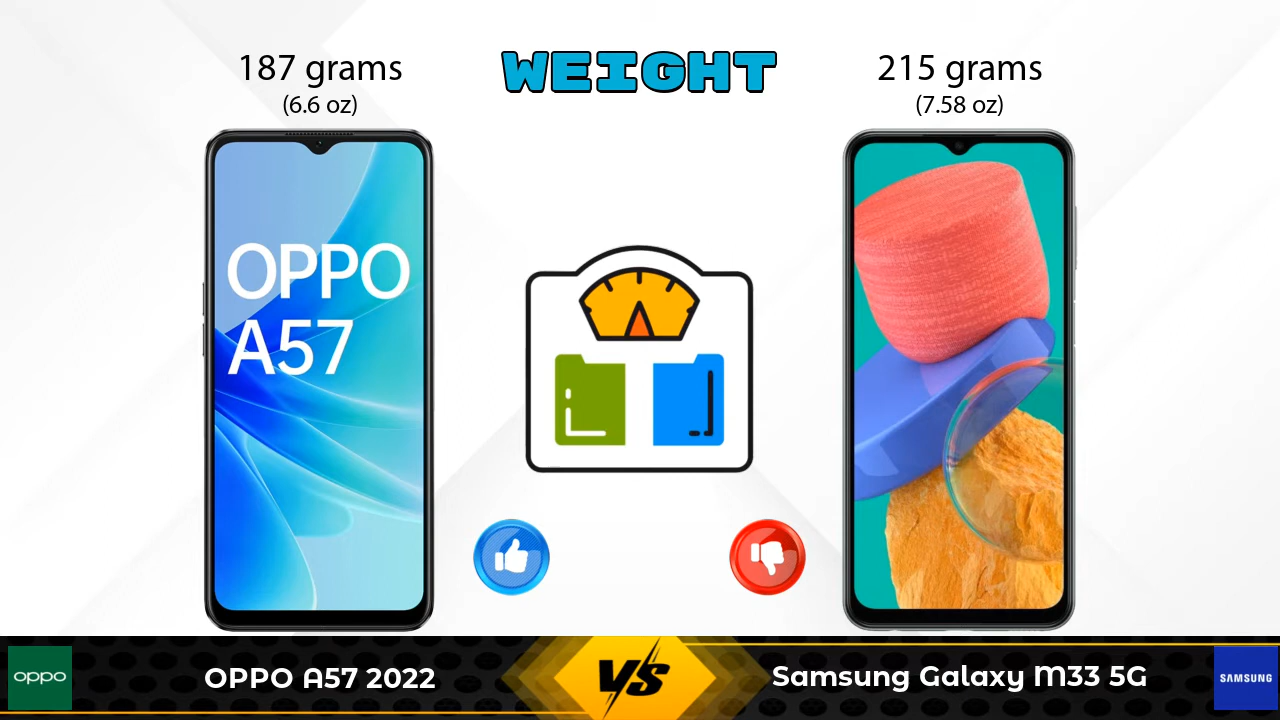 WEIGHT
187 grams
(6.6 oz)
215 grams
(7.58 oz)
OPPO
A57
oppo
OPPO A57 2022
VS
Samsung Galaxy M33 5G
SAMSUNG